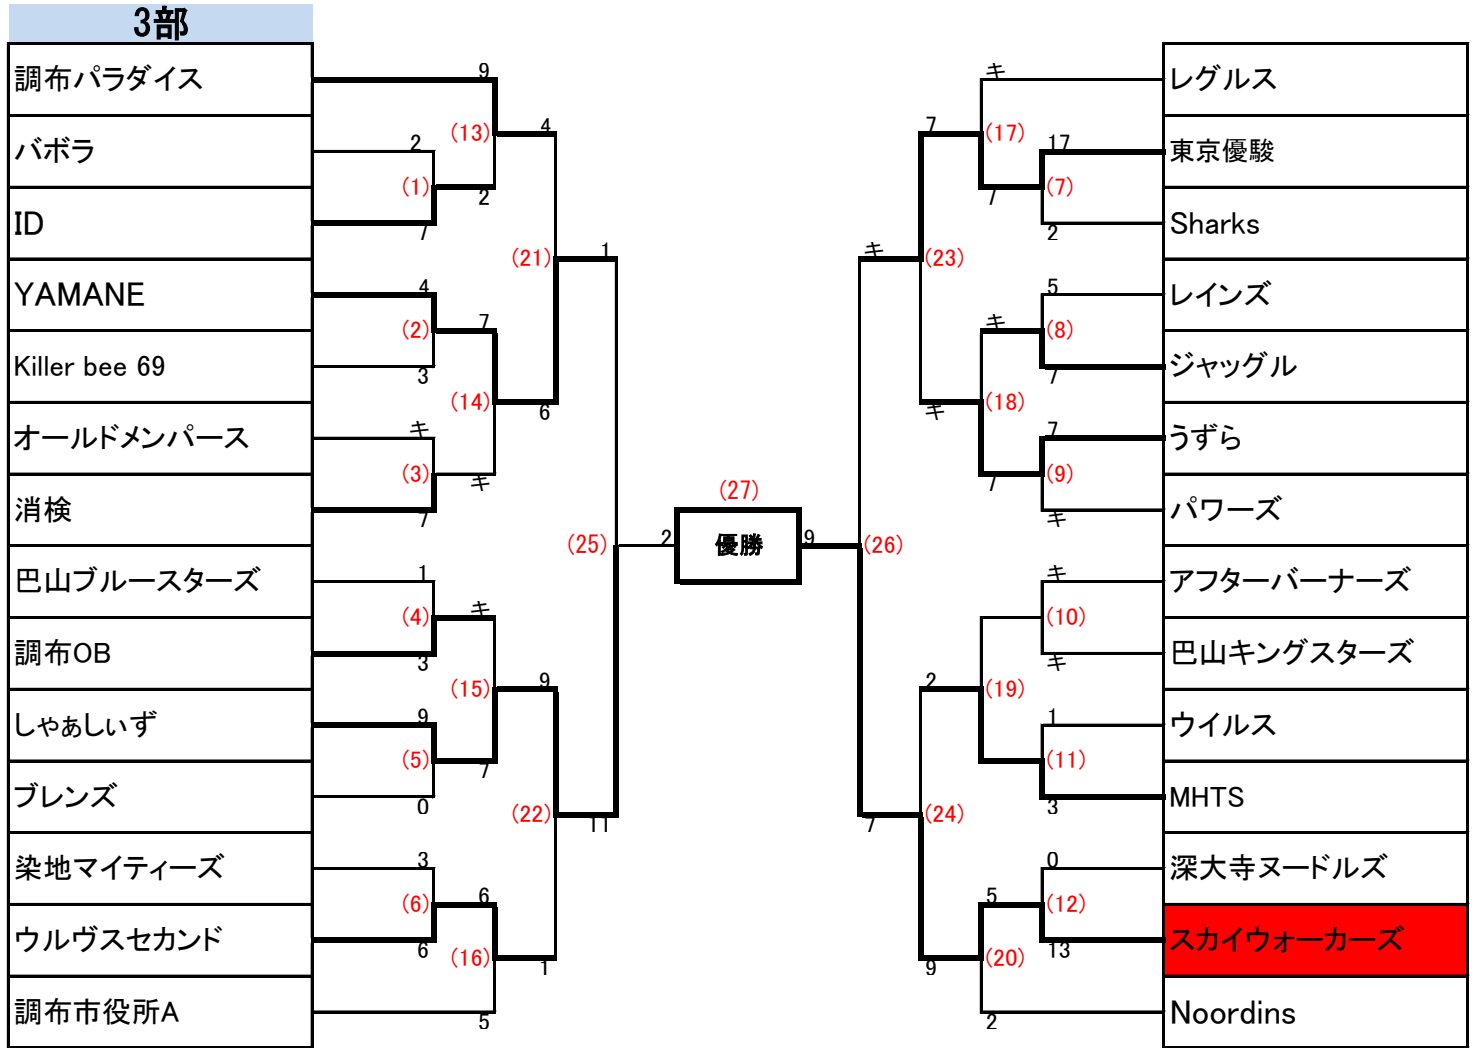 3部
調布パラダイス
バボラ
ID
YAMANE
Killer bee 69
オールドメンパース
消検
巴山ブルースターズ
調布OB
しゃぁしぃず
ブレンズ
染地マイティーズ
ウルヴスセカンド
調布市役所A
2
(1)
7
4
(2)
3
キ
(3)
7
1
(4)
3
9
(5)
0
3
(6)
6
9
(13)
2
7
(14)
キ
キ
(15)
7
6
(16)
5
4
(21)
6
9
(22)
1
1
(25)
11
2
(27)
優勝
9
キ
(26)
7
7
(23)
キ
2
(24)
9
キ
(17)
7
キ
(18)
7
(19)
5
(20)
2
17
(7)
2
5
(8)
7
7
(9)
キ
キ
(10)
キ
1
(11)
3
0
(12)
13
レグルス
東京優駿
Sharks
レインズ
ジャッグル
うずら
パワーズ
アフターバーナーズ
巴山キングスターズ
ウイルス
MHTS
深大寺ヌードルズ
スカイウォーカーズ
Noordins